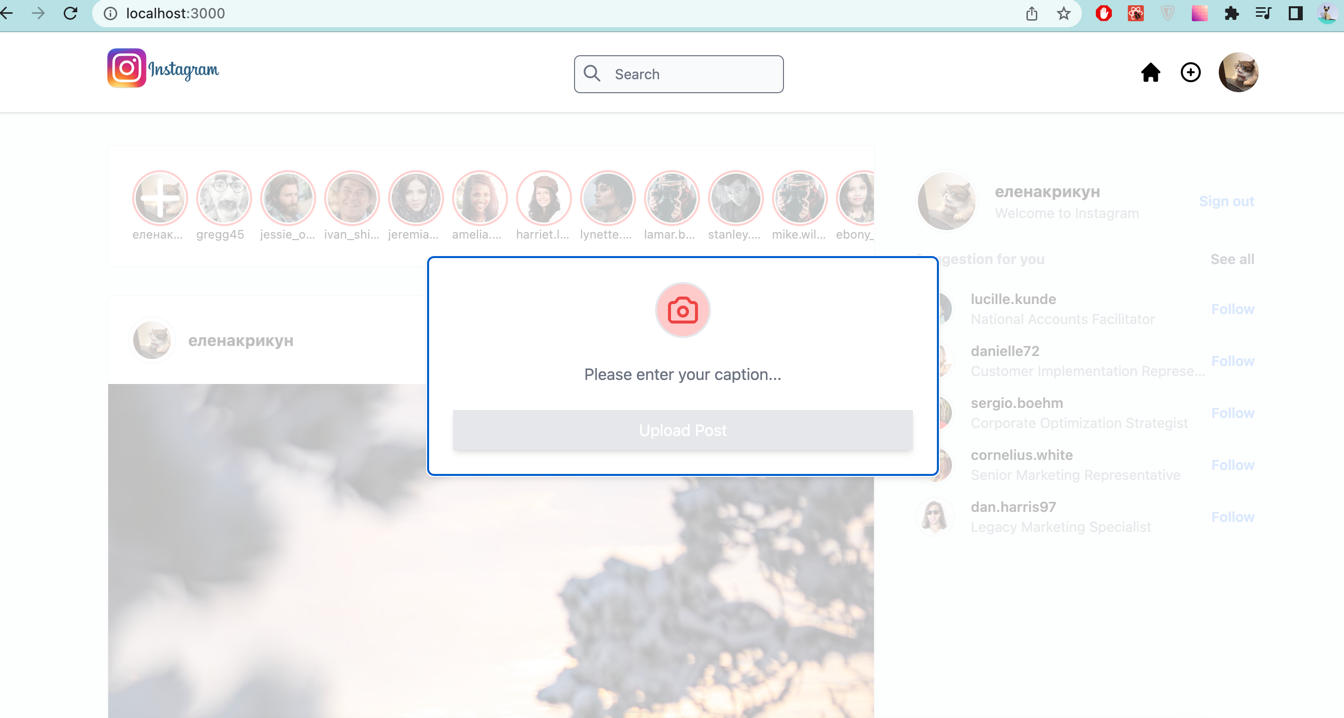 localhost:3000
Instagram
Search
еленак...
gregg45
jessie_o...
ivan_shi...
jeremia...
amelia....
harriet.l...
lynette....
lamar.b...
stanley....
mike.wil...
ebony_
еленакрикун
Welcome to Instagram
Sign out
gestion for you
See all
lucille.kunde
National Accounts Facilitator
Follow
danielle72
Customer Implementation Represe...
Follow
sergio.boehm
Corporate Optimization Strategist
Follow
cornelius.white
Senior Marketing Representative
Follow
dan.harris97
Legacy Marketing Specialist
Follow
еленакрикун
Please enter your caption...
Upload Post